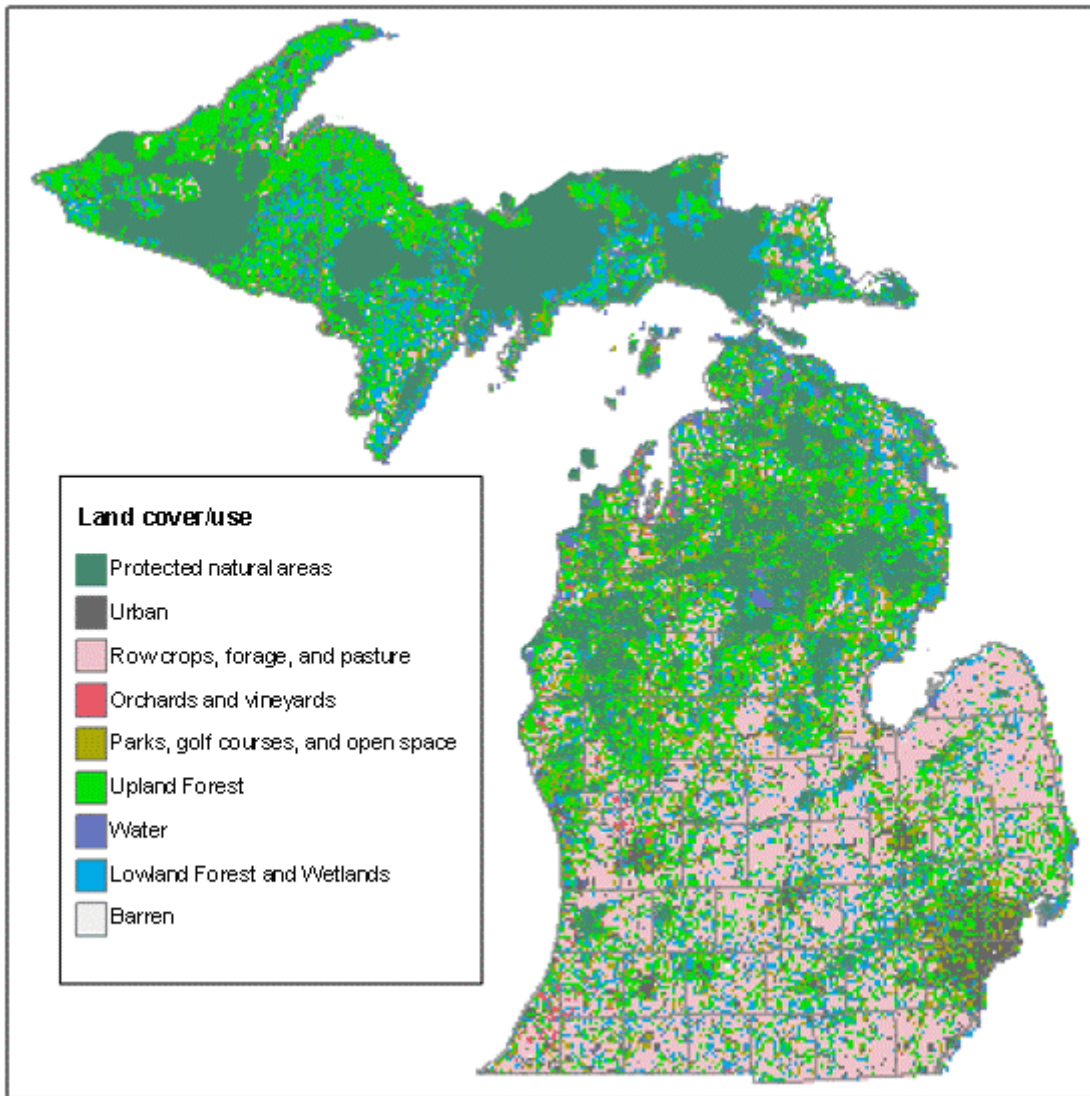 Land cover/use
Protected natural areas
Urban
Row crops, forage, and pasture
Orchards and vineyards
Parks, golf courses, and open space
Upland Forest
Water
Lowland Forest and Wetlands
Barren